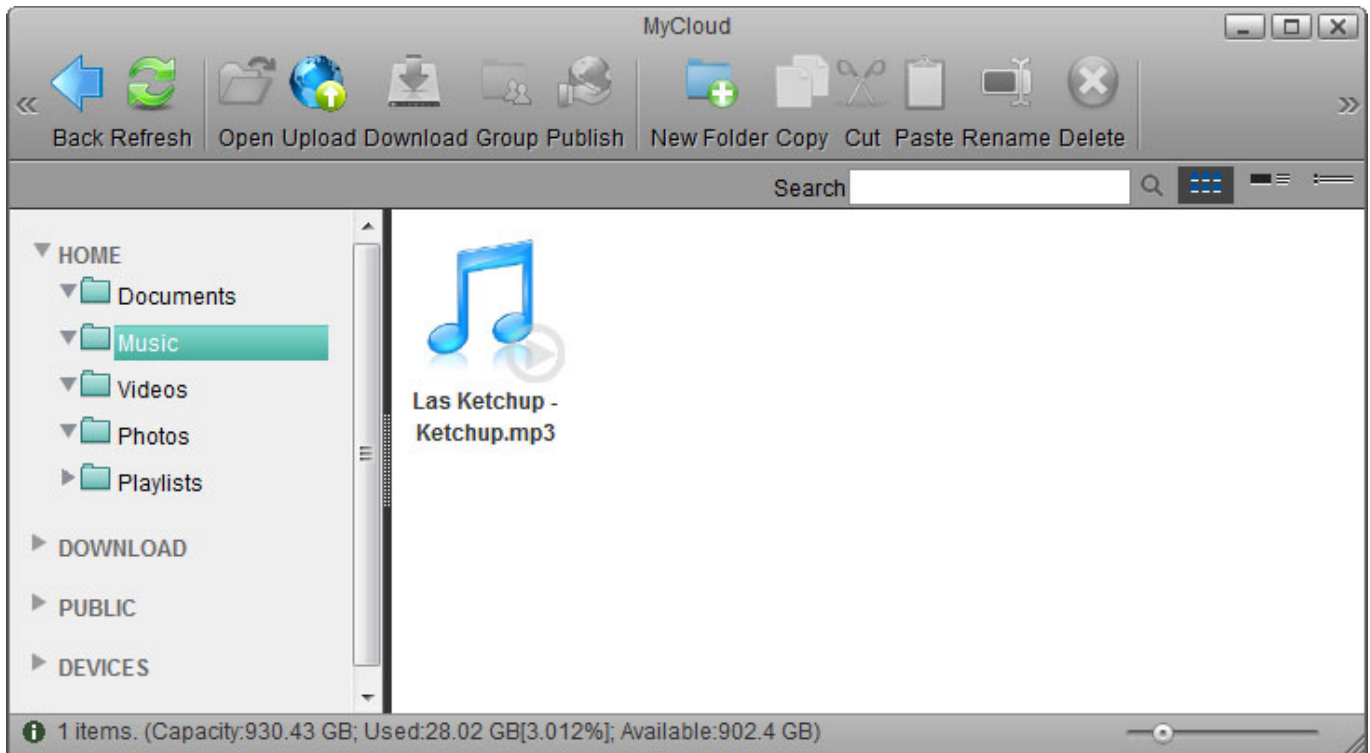 MyCloud
Back Refresh Open Upload Download Group Publish New Folder Copy Cut Paste Rename Delete
Search
HOME
Documents
Music
Videos
Photos
Playlists
DOWNLOAD
PUBLIC
DEVICES
Las Ketchup -
Ketchup.mp3
1 items. (Capacity:930.43 GB; Used:28.02 GB[3.012%]; Available:902.4 GB)